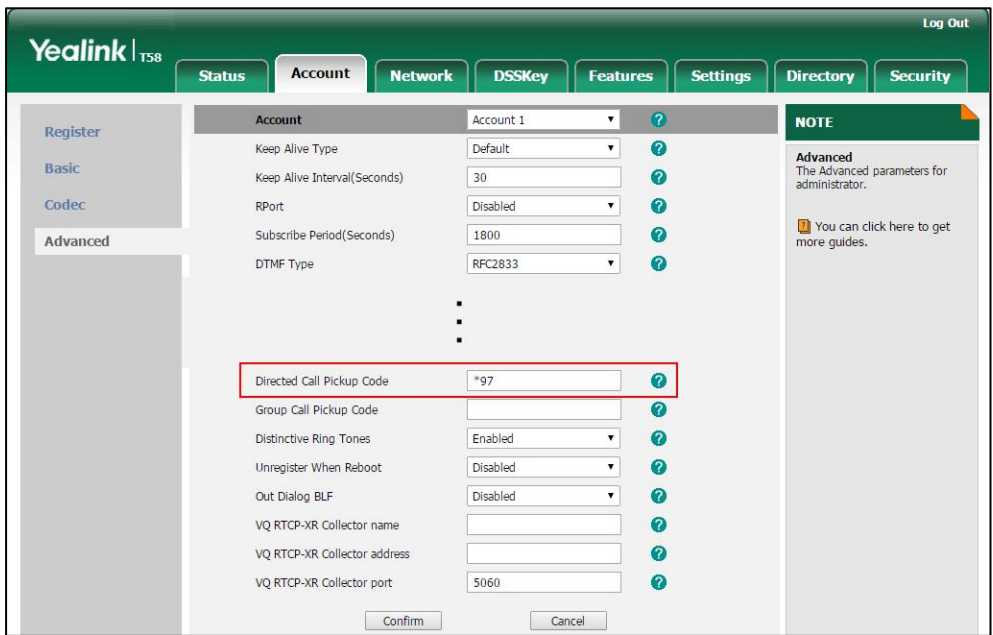 Log Out
Yealink T58
Status Account Network DSSKey Features Settings Directory Security
Register
Basic
Codec
Advanced
Account Account 1 ?
Keep Alive Type Default ?
Keep Alive Interval(Seconds) 30 ?
RPort Disabled ?
Subscribe Period(Seconds) 1800 ?
DTMF Type RFC2833 ?
Directed Call Pickup Code *97 ?
Group Call Pickup Code ?
Distinctive Ring Tones Enabled ?
Unregister When Reboot Disabled ?
Out Dialog BLF Disabled ?
VQ RTCP-XR Collector name ?
VQ RTCP-XR Collector address ?
VQ RTCP-XR Collector port 5060 ?
Confirm Cancel
NOTE
Advanced
The Advanced parameters for
administrator.
? You can click here to get
more guides.